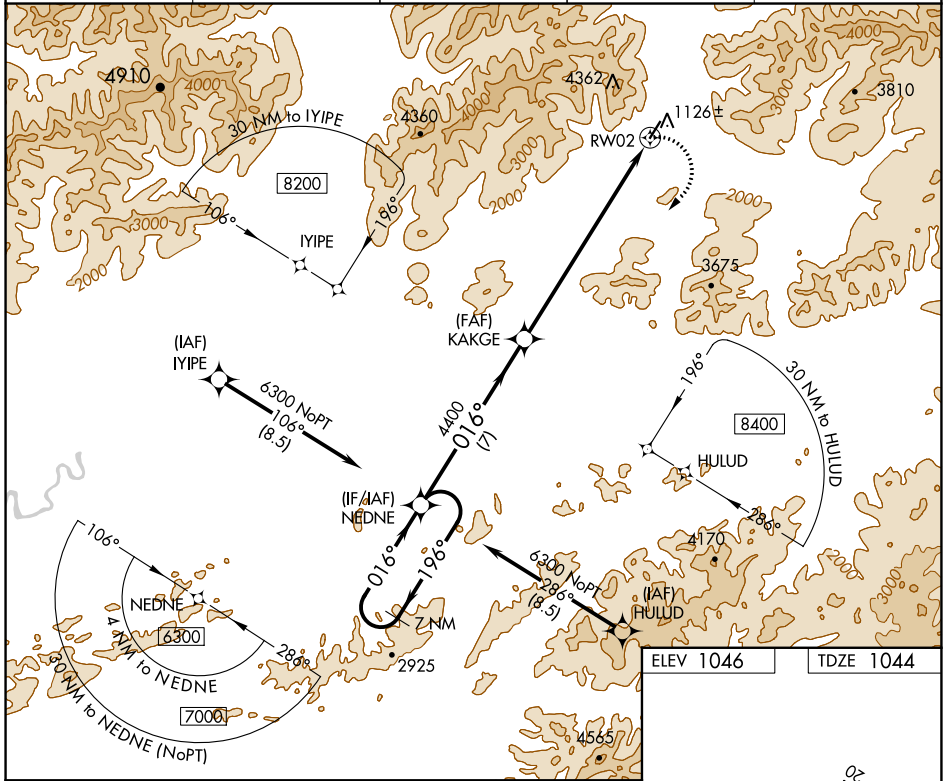 4910
4000
4362
1126±
4000
3810
3000
30 NM to IYIPE
4360
4000
RW02
3000
8200
2000
2000
3000
106°
196°
2000
IYIPE
3675
(FAF)
KAKGE
(IAF)
IYIPE
6300 NoPT
106°
(8.5)
4400
016°
(7)
196°
30 NM to HULUD
8400
HULUD
286°
(IF/IAF)
NEDNE
106°
016°
196°
4170
2000
3000
6300 NoPT
286°
(8.5)
(IAF)
HULUD
NEDNE
6300
4 NM to NEDNE
286°
7 NM
2925
30 NM to NEDNE (NoPT)
7000
4565
ELEV 1046
TDZE 1044
20